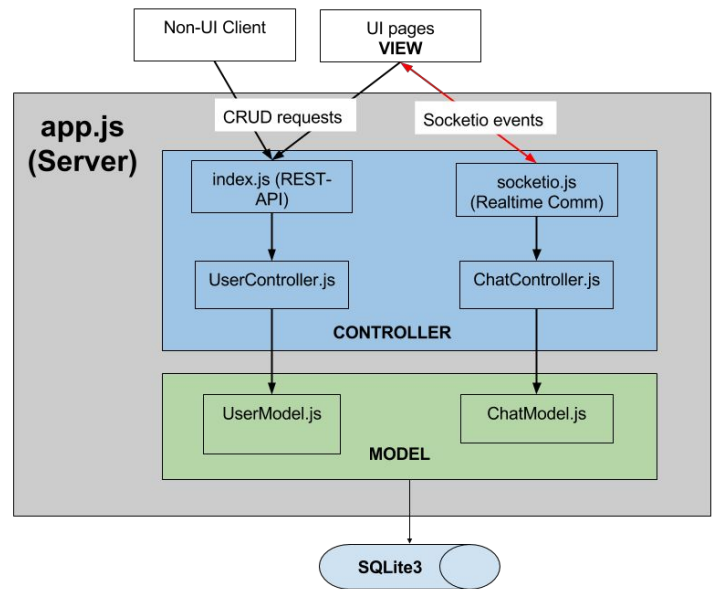 Non-UI Client
UI pages
VIEW
app.js
(Server)
CRUD requests
Socketio events
index.js (REST-
API)
socketio.js
(Realtime Comm)
UserController.js
ChatController.js
CONTROLLER
UserModel.js
ChatModel.js
MODEL
SQLite3